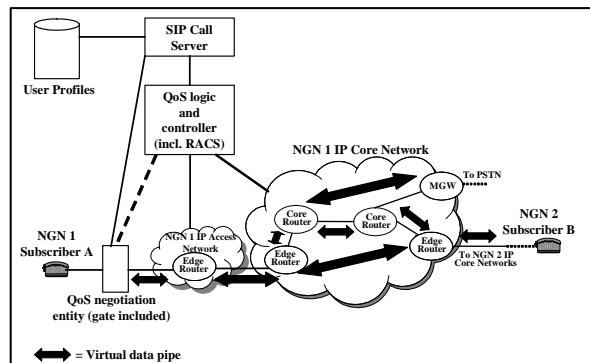 SIP Call
Server
User Profiles
QoS logic
and
controller
(incl. RACS)
NGN 1 IP Core Network
To PSTN
MGW
NGN 1
Subscriber A
NGN 1 IP Access
Network
Core
Router
Core
Router
NGN 2
Subscriber B
Edge
Router
Edge
Router
Edge
Router
To NGN 2 IP
Core Networks
QoS negotiation
entity (gate included)
= Virtual data pipe